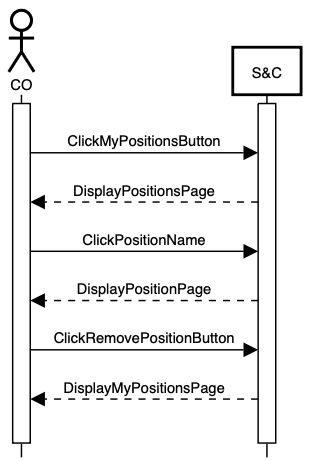 CO
S&C
ClickMyPositionsButton
DisplayPositionsPage
ClickPositionName
DisplayPositionPage
ClickRemovePositionButton
DisplayMyPositionsPage